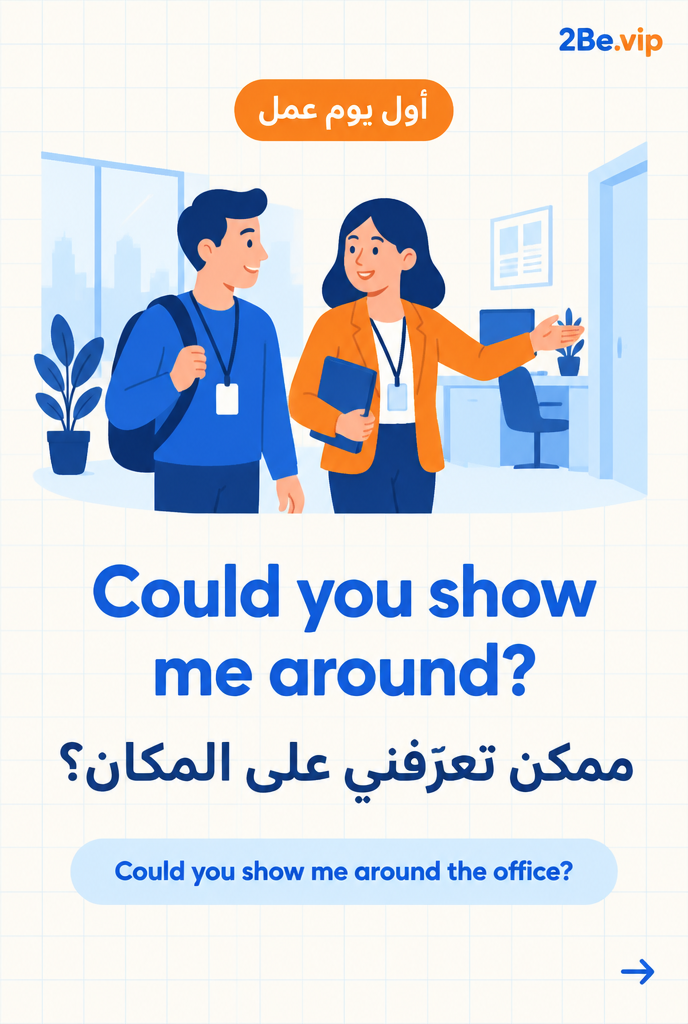 2Be.vip
أول يوم عمل
Could you show
me around?
ممكن تعرّفني على المكان؟
Could you show me around the office?